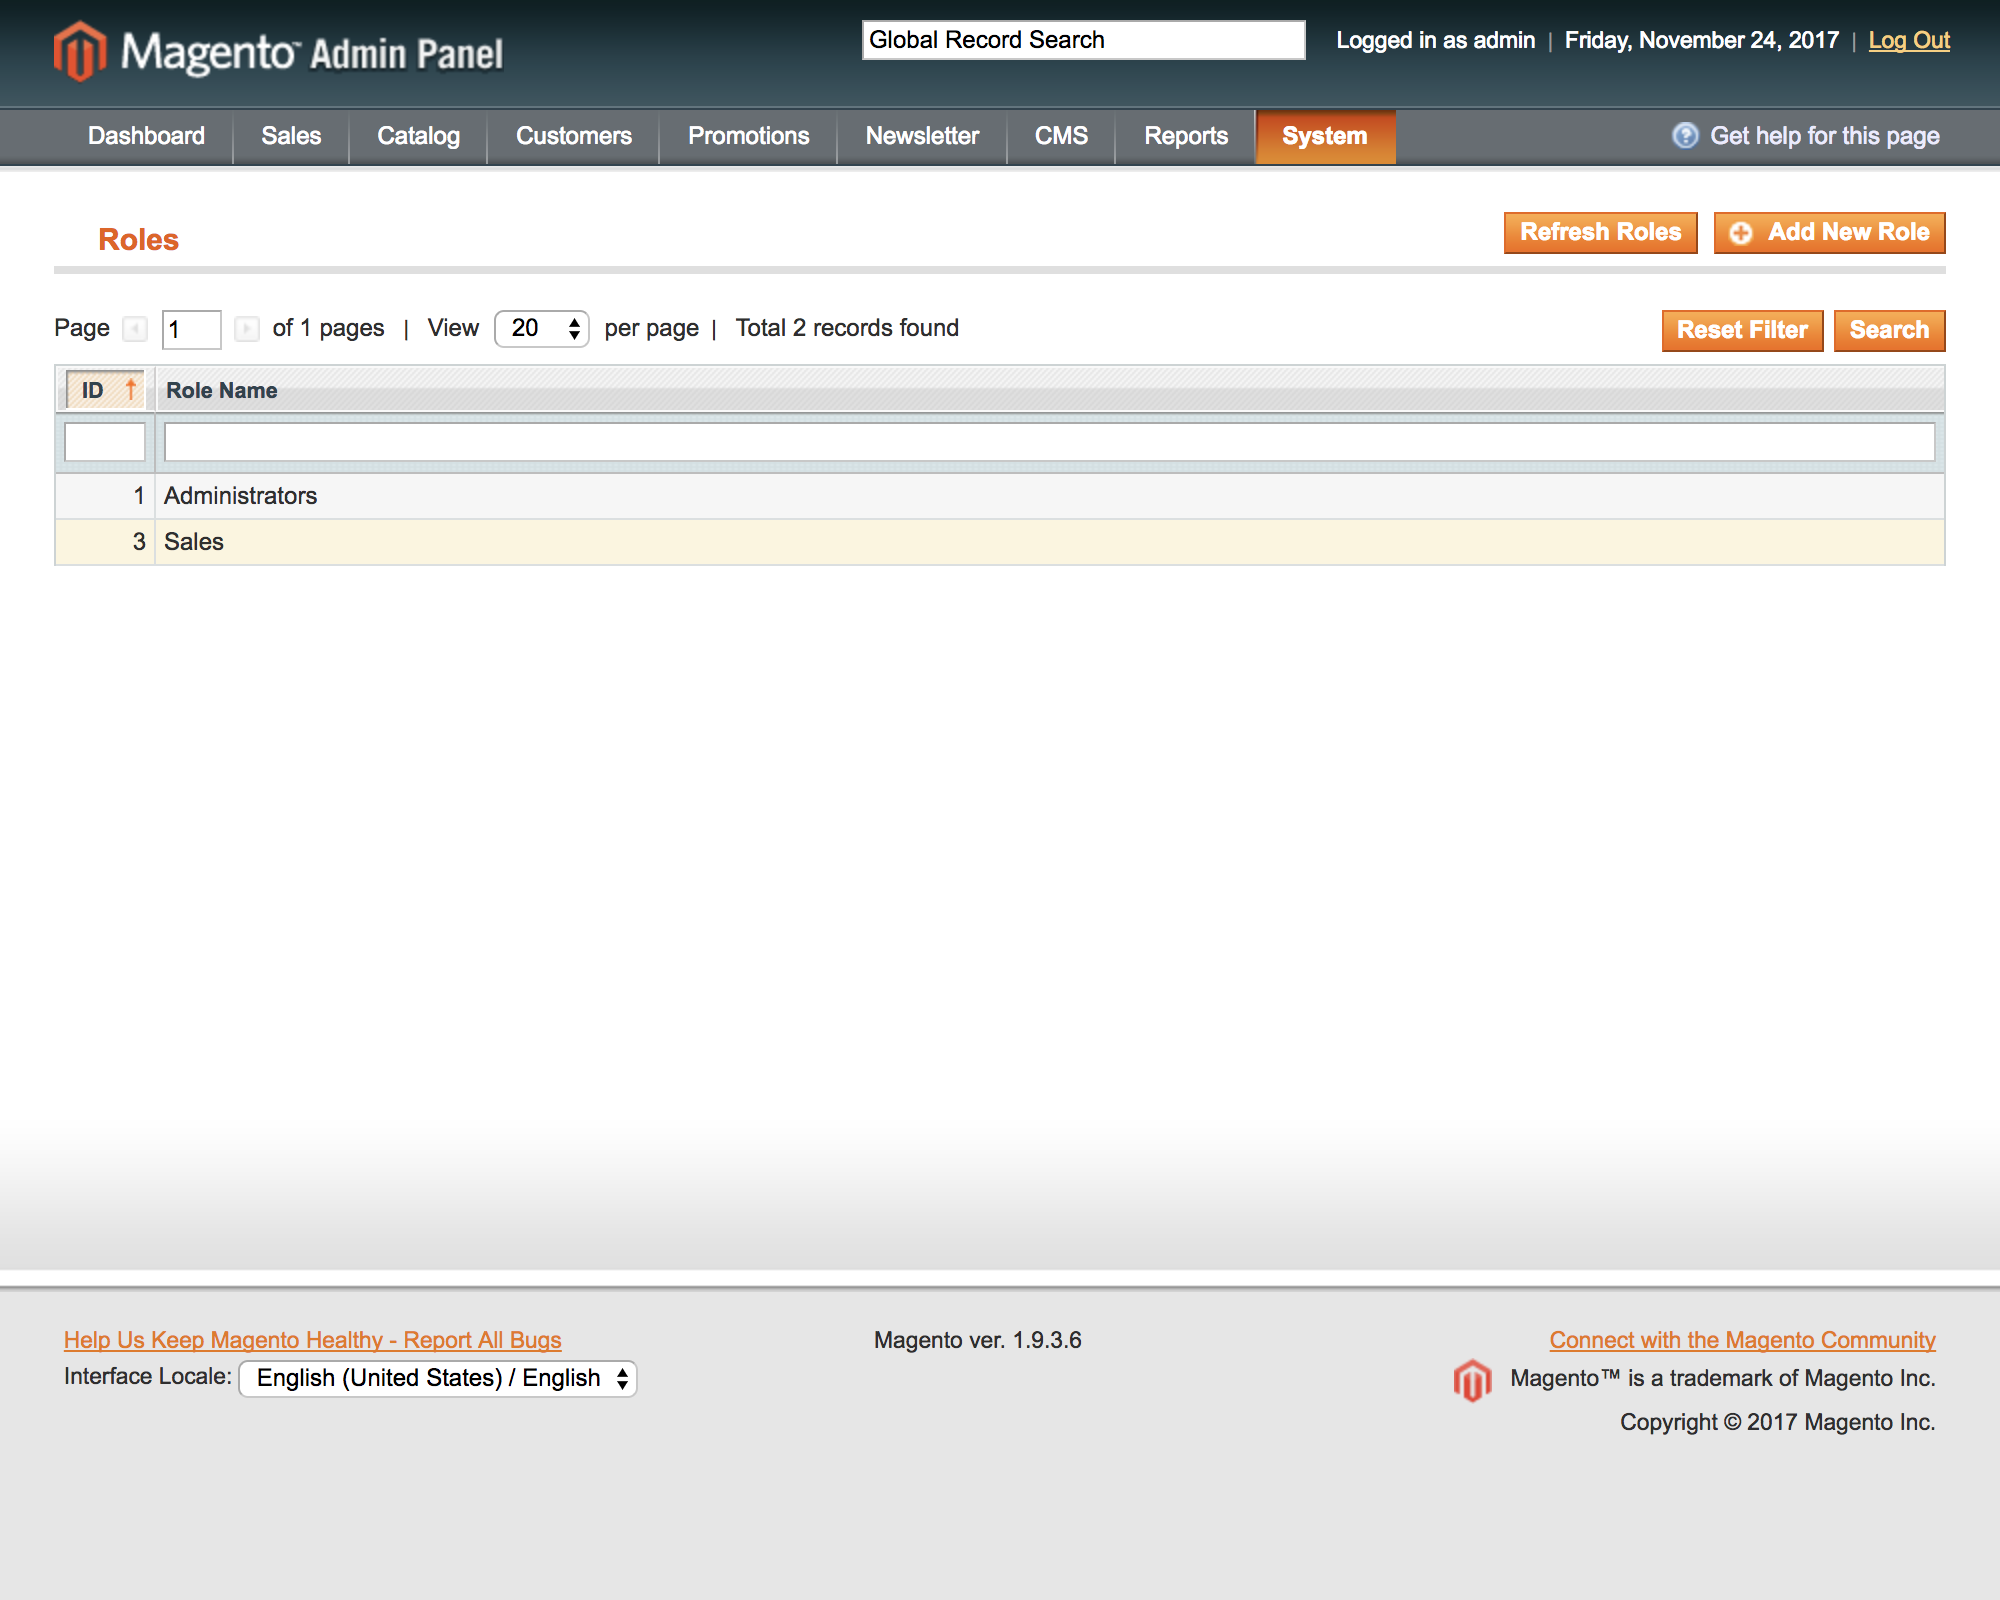 Magento™ Admin Panel
Global Record Search
Logged in as admin | Friday, November 24, 2017 | Log Out
Dashboard Sales Catalog Customers Promotions Newsletter CMS Reports System Get help for this page
Roles Refresh Roles Add New Role
Page 1 of 1 pages | View 20 per page | Total 2 records found Reset Filter Search
ID Role Name
1 Administrators
3 Sales
Help Us Keep Magento Healthy - Report All Bugs Magento ver. 1.9.3.6 Connect with the Magento Community
Interface Locale: English (United States) / English Magento™ is a trademark of Magento Inc.
Copyright © 2017 Magento Inc.